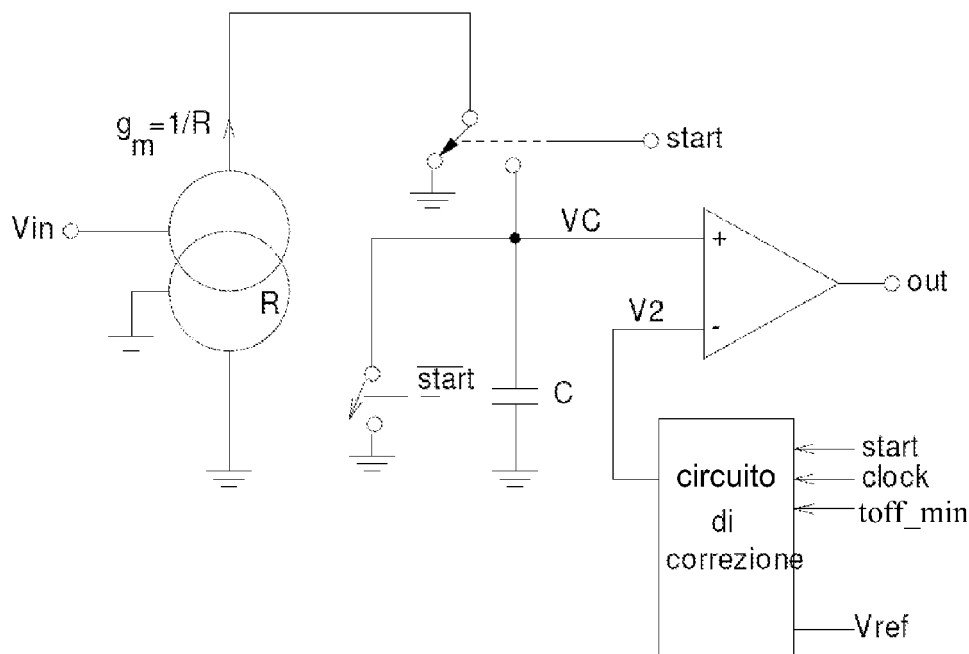 g_m=1/R
start
Vin
VC
+
out
R
V2
-
start
C
start
circuito
clock
di
toff_min
correzione
Vref